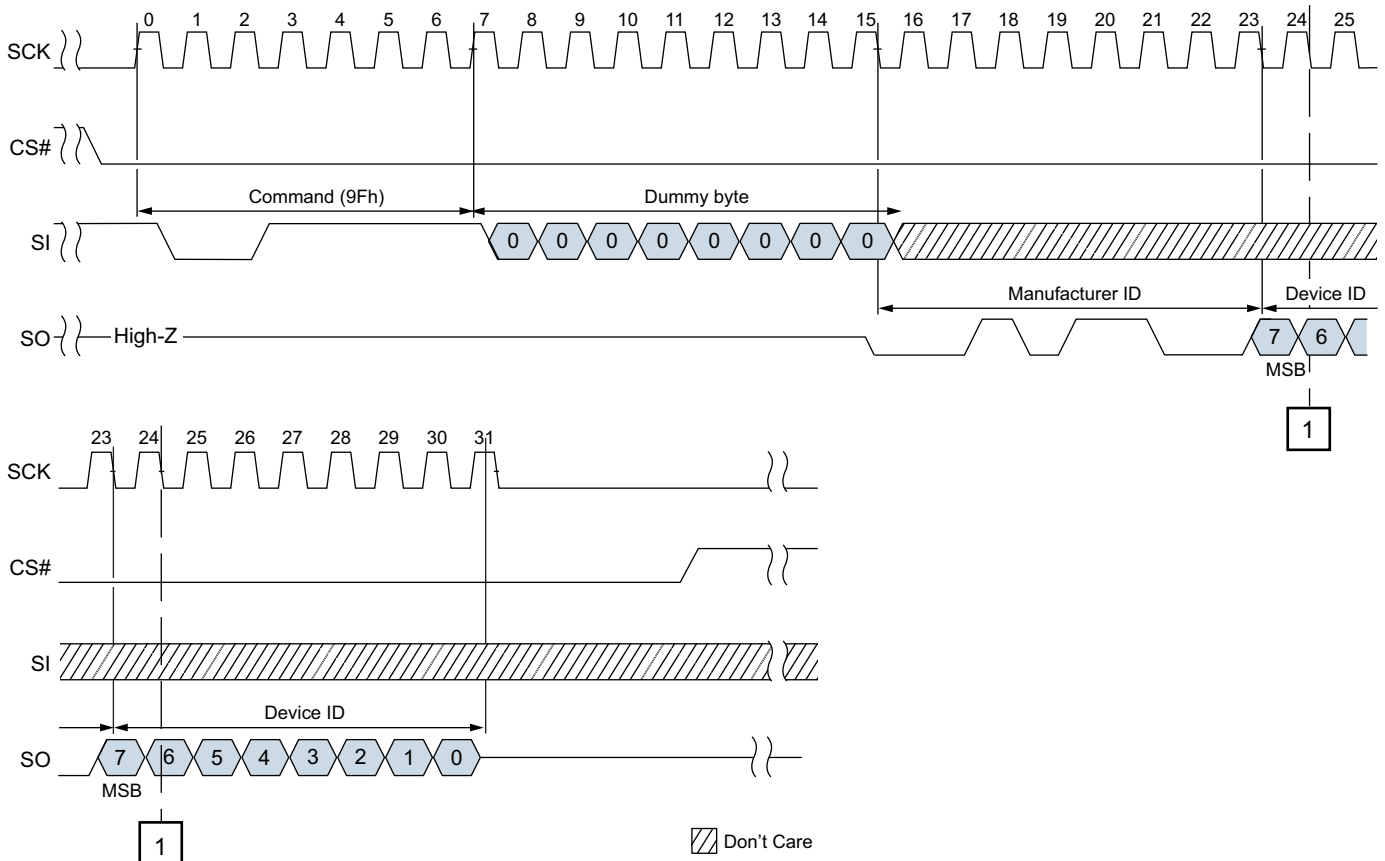 0 1 2 3 4 5 6 7 8 9 10 11 12 13 14 15 16 17 18 19 20 21 22 23 24 25
SCK
CS#
Command (9Fh) Dummy byte
SI 0 0 0 0 0 0 0 0
Manufacturer ID Device ID
SO High-Z 7 6
MSB
1
23 24 25 26 27 28 29 30 31
SCK
CS#
SI
Device ID
SO 7 6 5 4 3 2 1 0
MSB
1
Don't Care